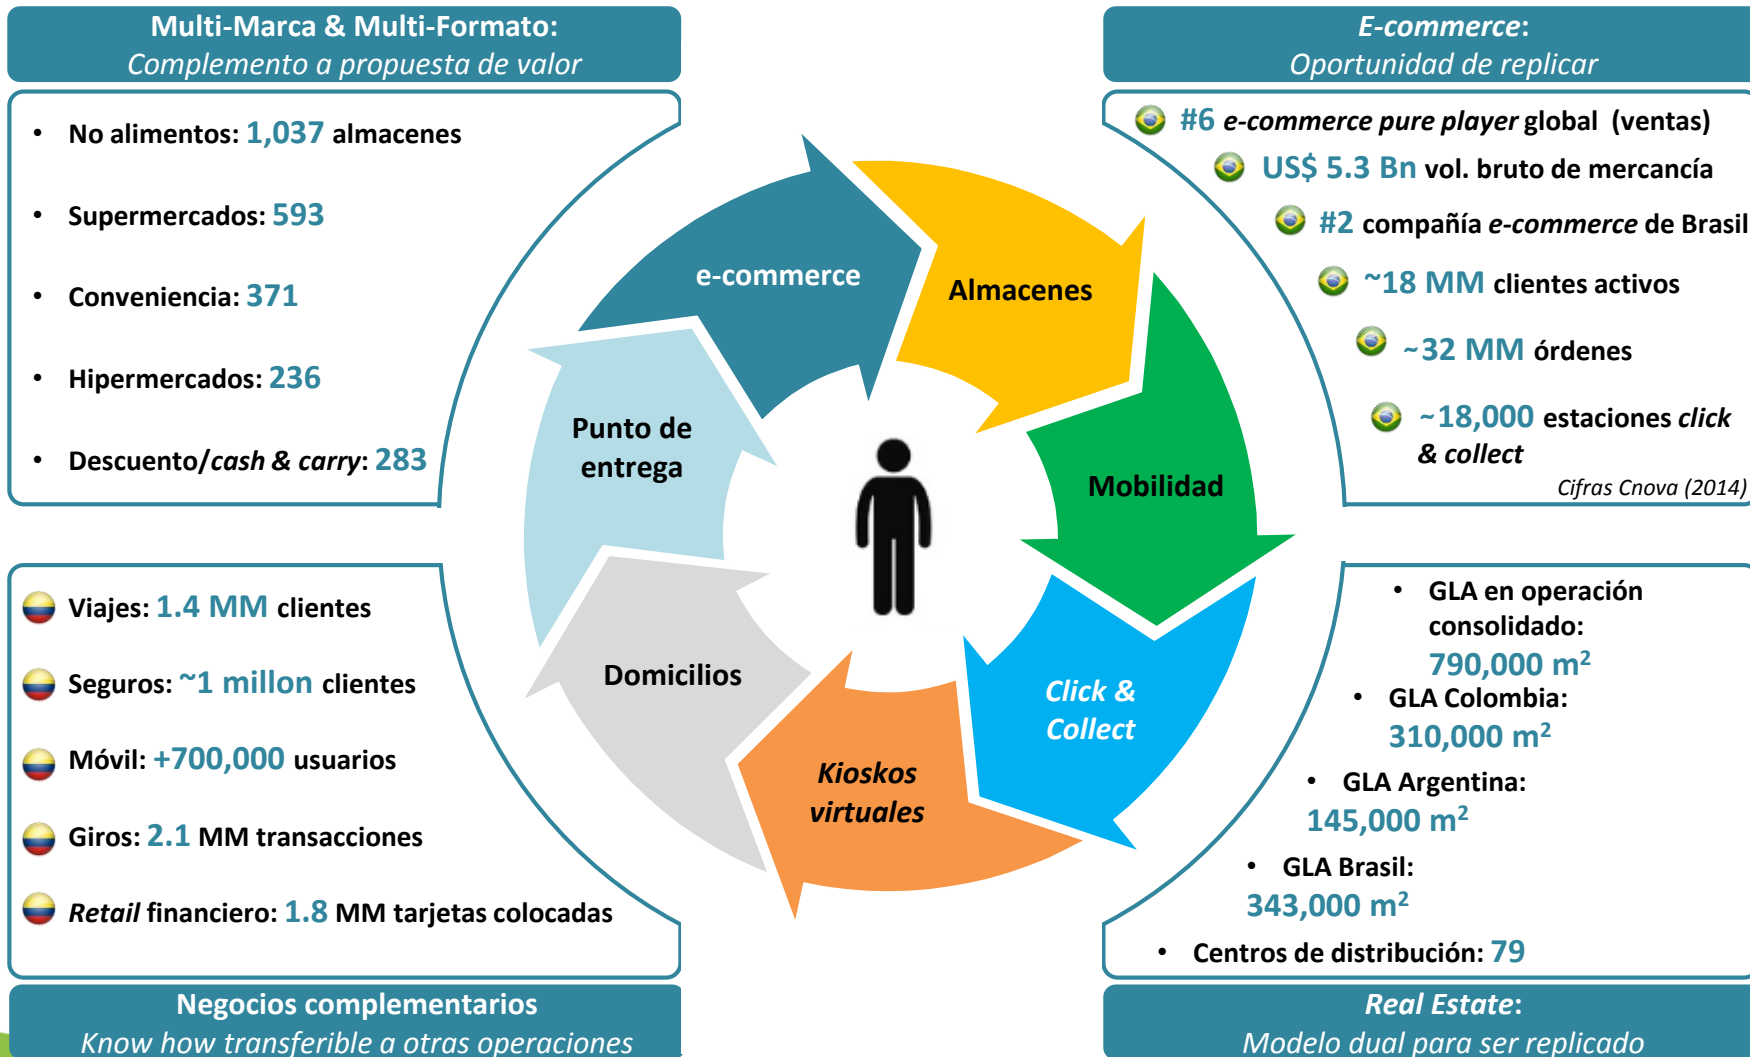 Multi-Marca & Multi-Formato:
Complemento a propuesta de valor
• No alimentos: 1,037 almacenes
• Supermercados: 593
• Conveniencia: 371
• Hipermercados: 236
• Descuento/cash & carry: 283
E-commerce:
Oportunidad de replicar
#6 e-commerce pure player global (ventas)
US$ 5.3 Bn vol. bruto de mercancía
#2 compañía e-commerce de Brasil
~18 MM clientes activos
~32 MM órdenes
~18,000 estaciones click
& collect
Cifras Cnova (2014)
e-commerce
Almacenes
Mobilidad
Click &
Collect
Kioskos
virtuales
Domicilios
Punto de
entrega
Viajes: 1.4 MM clientes
Seguros: ~1 millon clientes
Móvil: +700,000 usuarios
Giros: 2.1 MM transacciones
Retail financiero: 1.8 MM tarjetas colocadas
Negocios complementarios
Know how transferible a otras operaciones
• GLA en operación
consolidado:
790,000 m²
• GLA Colombia:
310,000 m²
• GLA Argentina:
145,000 m²
• GLA Brasil:
343,000 m²
• Centros de distribución: 79
Real Estate:
Modelo dual para ser replicado